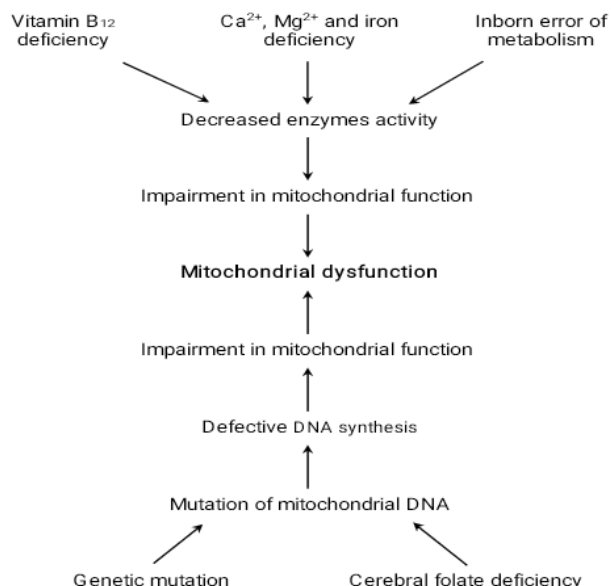 Vitamin B₁₂ deficiency
Ca²⁺, Mg²⁺ and iron deficiency
Inborn error of metabolism
Decreased enzymes activity
Impairment in mitochondrial function
Mitochondrial dysfunction
Impairment in mitochondrial function
Defective DNA synthesis
Mutation of mitochondrial DNA
Genetic mutation
Cerebral folate deficiency